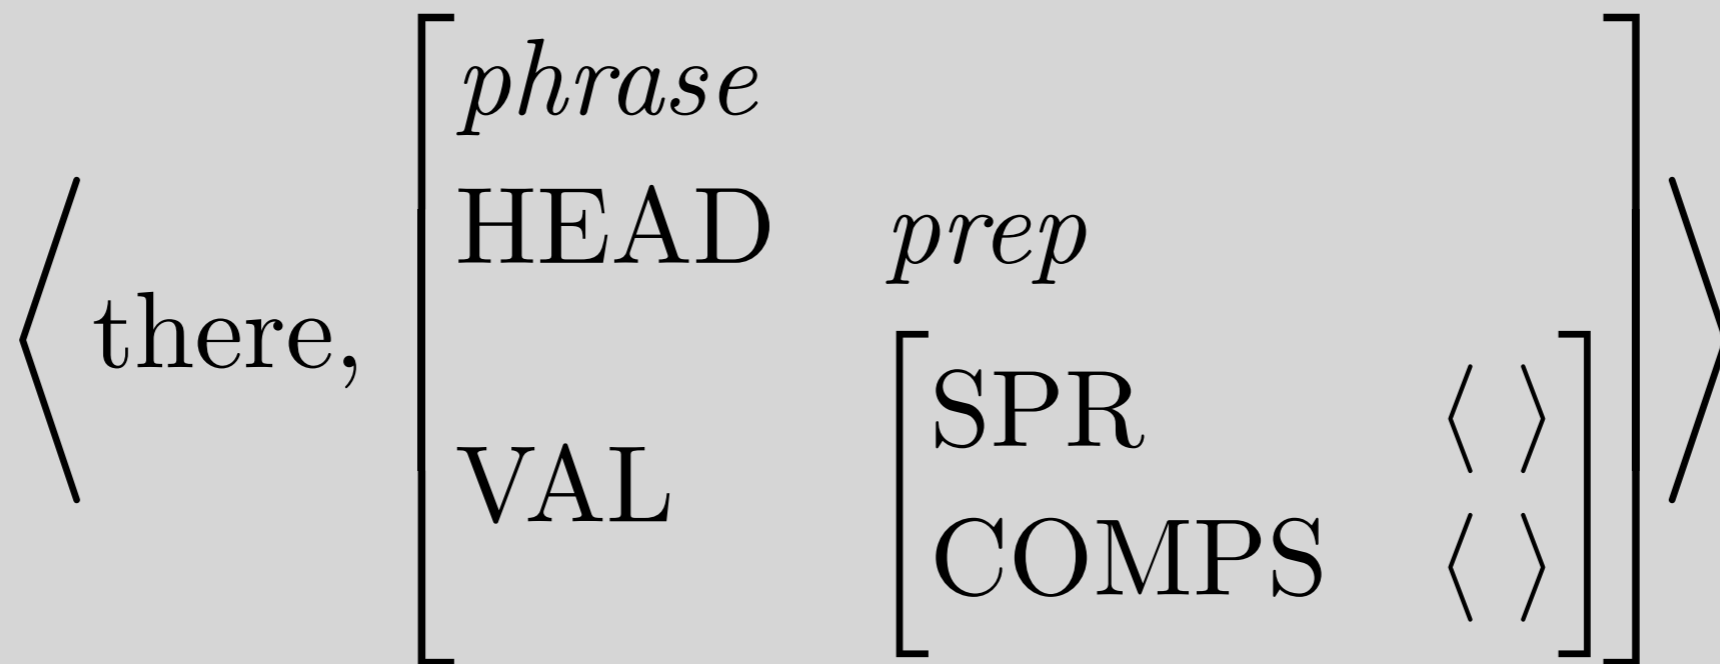 phrase
HEAD prep
⟨ there,
SPR ⟨ ⟩
VAL
COMPS ⟨ ⟩ ⟩